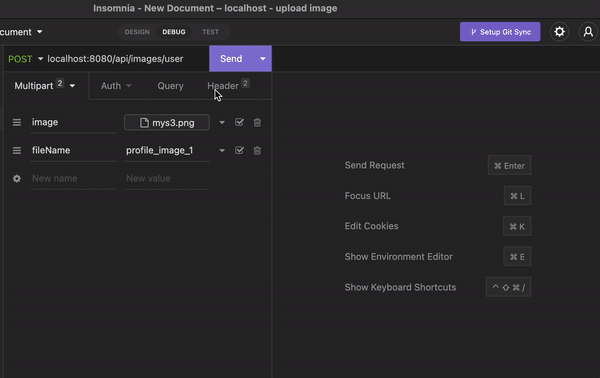 Insomnia - New Document – localhost - upload image
cument
DESIGN DEBUG TEST
Setup Git Sync
POST localhost:8080/api/images/user Send
Multipart 2 Auth Query Header 2
image mys3.png
fileName profile_image_1
New name New value
Send Request ⌘ Enter
Focus URL ⌘ L
Edit Cookies ⌘ K
Show Environment Editor ⌘ E
Show Keyboard Shortcuts ⌃ ⇧ ⌘ /